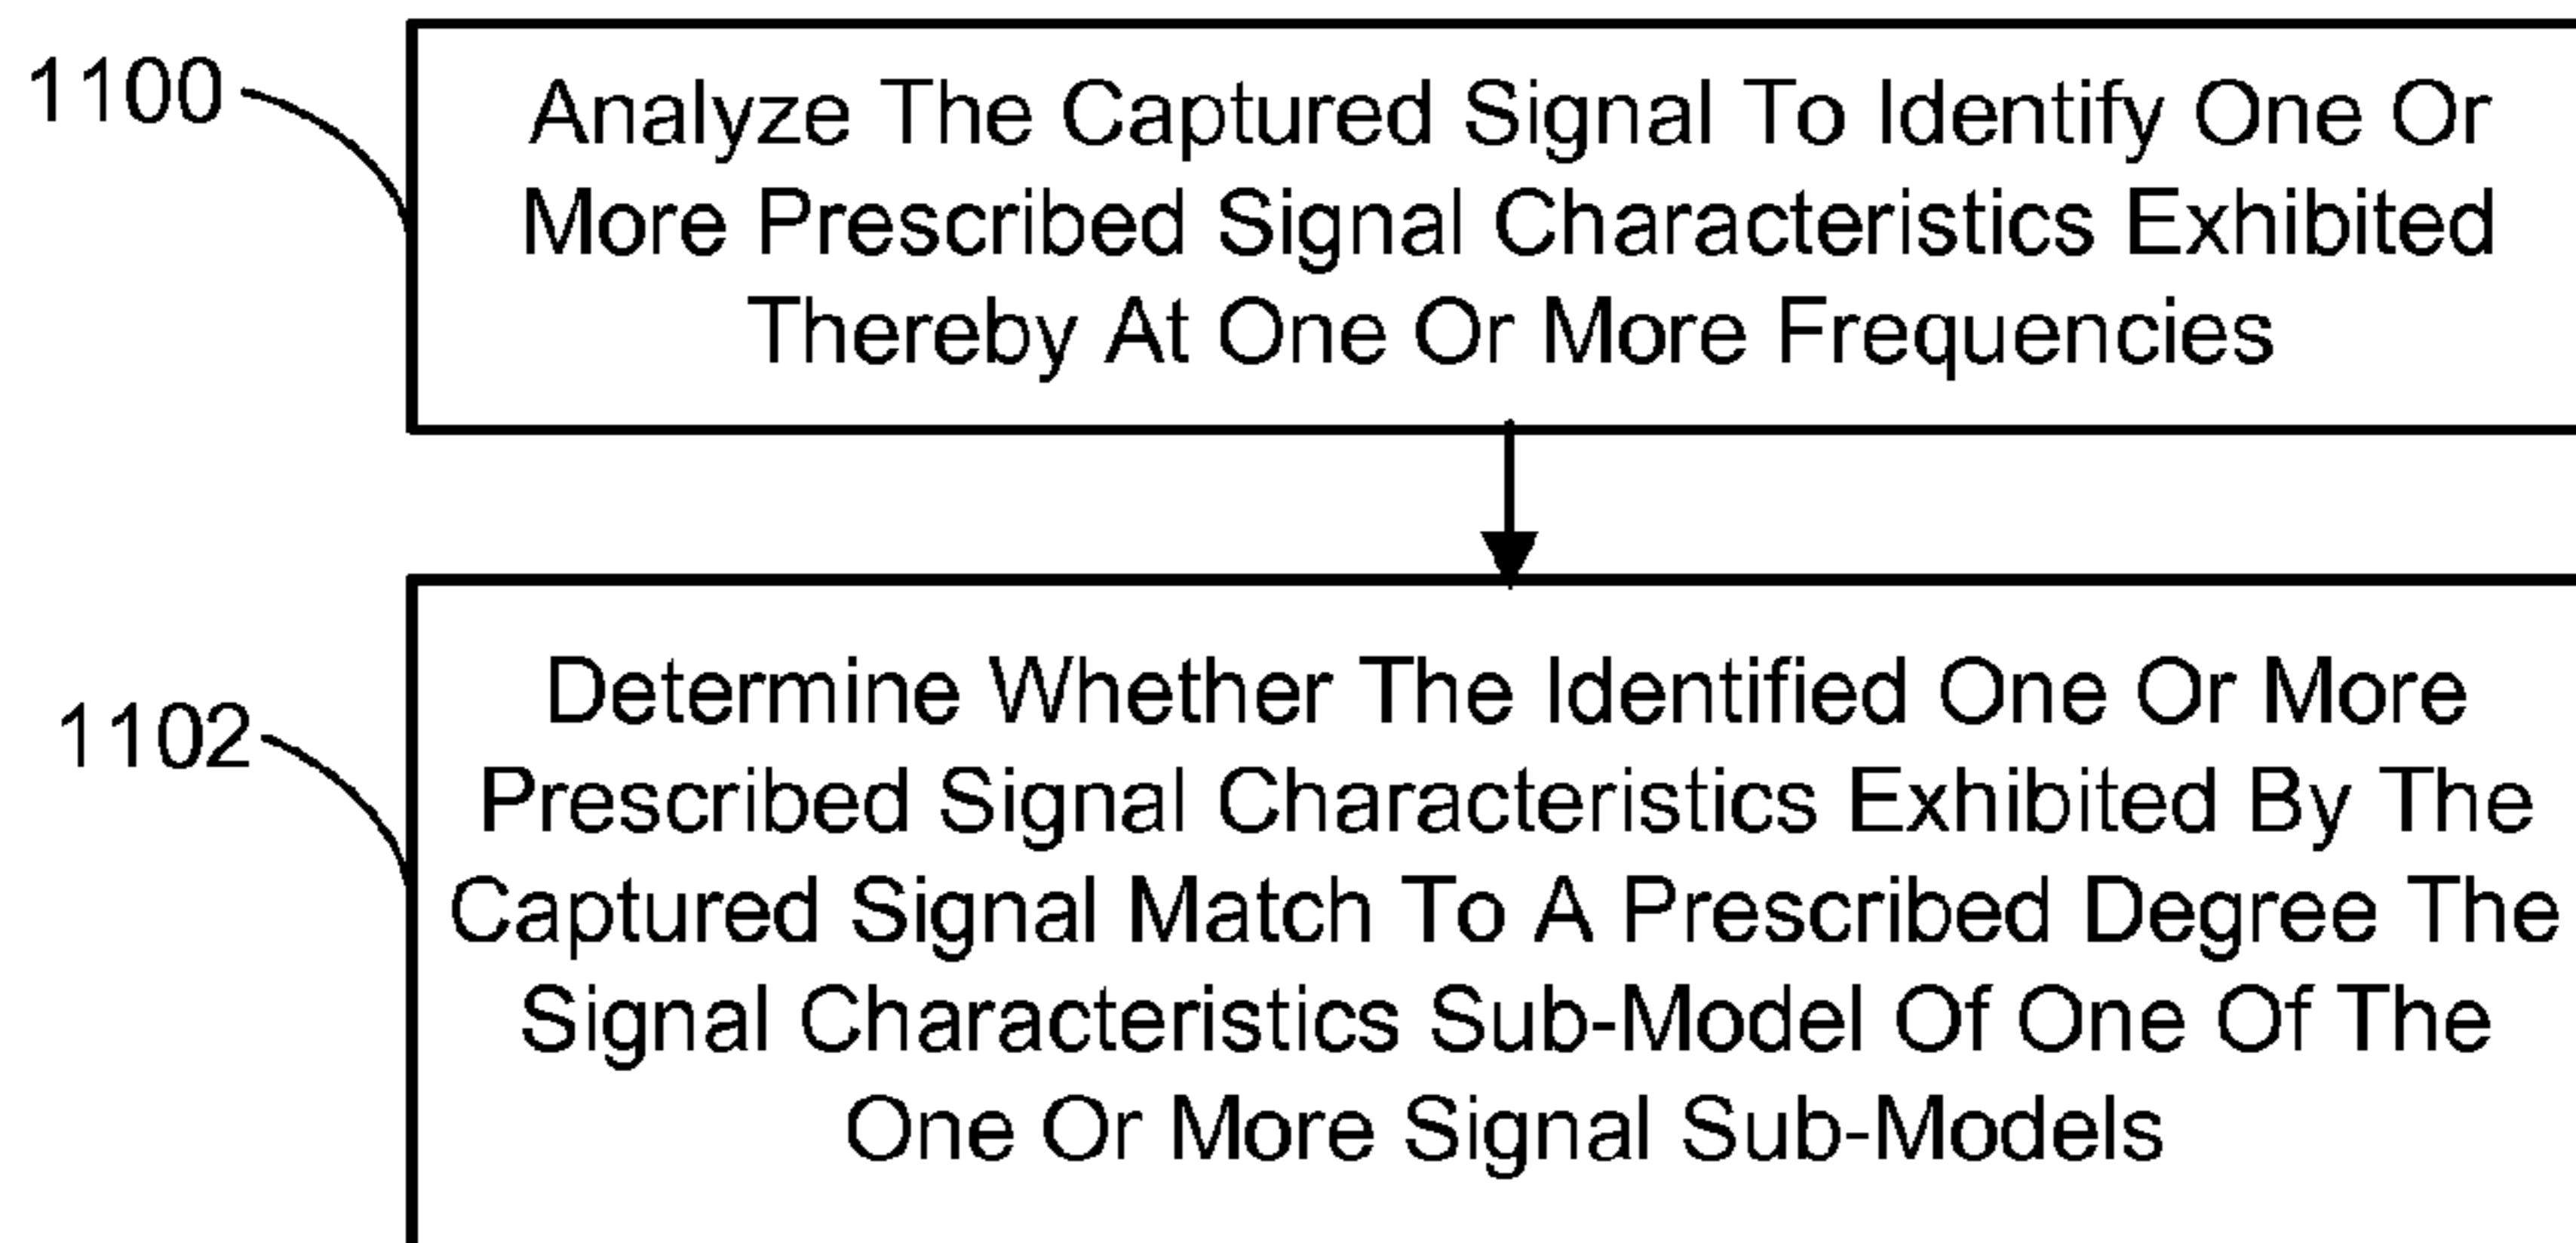 1100
Analyze The Captured Signal To Identify One Or
More Prescribed Signal Characteristics Exhibited
Thereby At One Or More Frequencies
1102
Determine Whether The Identified One Or More
Prescribed Signal Characteristics Exhibited By The
Captured Signal Match To A Prescribed Degree The
Signal Characteristics Sub-Model Of One Of The
One Or More Signal Sub-Models